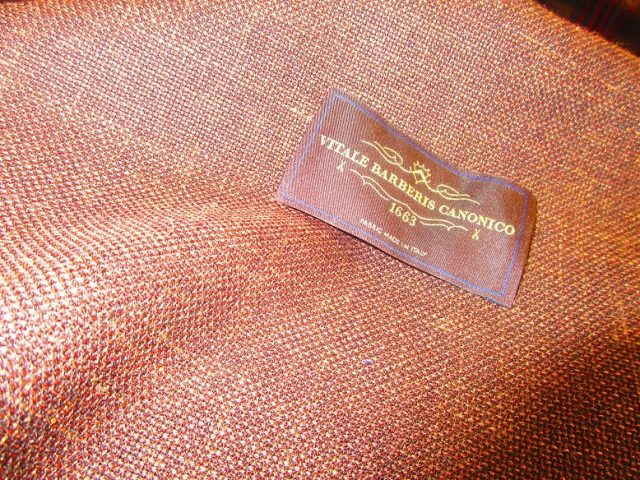 VITALE BARBERIS CANONICO
1663
FABRIC MADE IN ITALY